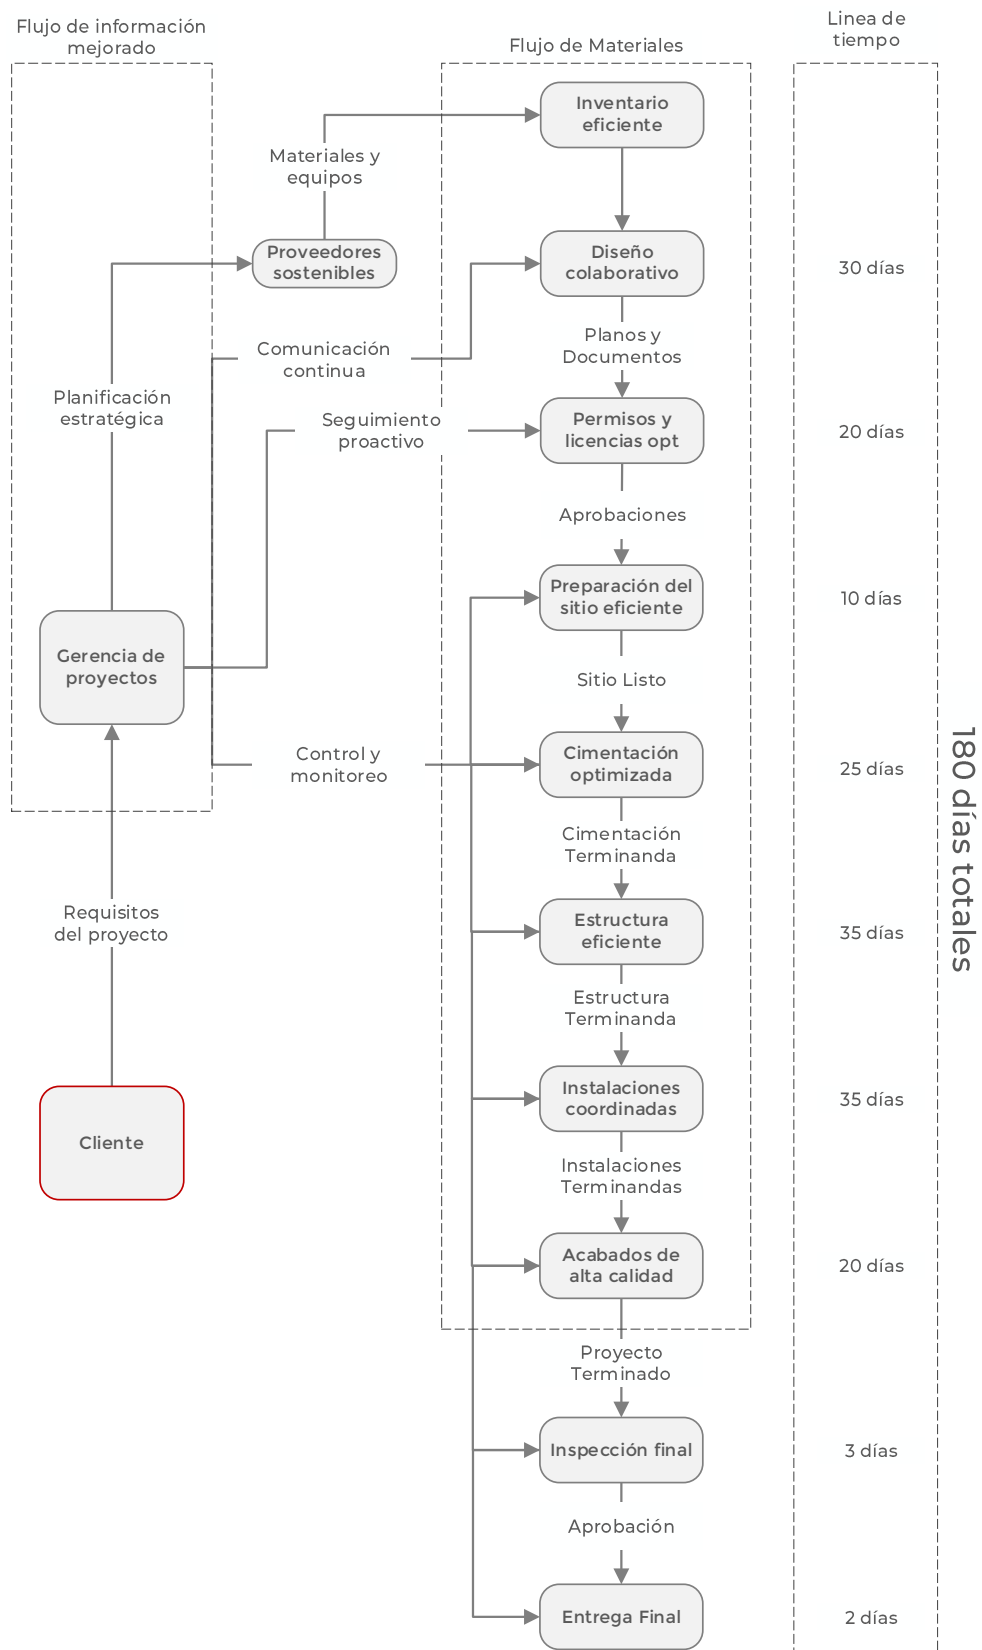 Flujo de información
mejorado
Flujo de Materiales
Linea de
tiempo
Inventario
eficiente
Materiales y
equipos
Proveedores
sostenibles
Diseño
colaborativo
30 días
Comunicación
continua
Planos y
Documentos
Planificación
estratégica
Seguimiento
proactivo
Permisos y
licencias opt
20 días
Aprobaciones
Preparación del
sitio eficiente
10 días
Gerencia de
proyectos
Sitio Listo
Control y
monitoreo
Cimentación
optimizada
25 días
180 días totales
Cimentación
Terminanda
Requisitos
del proyecto
Estructura
eficiente
35 días
Estructura
Terminanda
Instalaciones
coordinadas
35 días
Cliente
Instalaciones
Terminandas
Acabados de
alta calidad
20 días
Proyecto
Terminado
Inspección final
3 días
Aprobación
Entrega Final
2 días